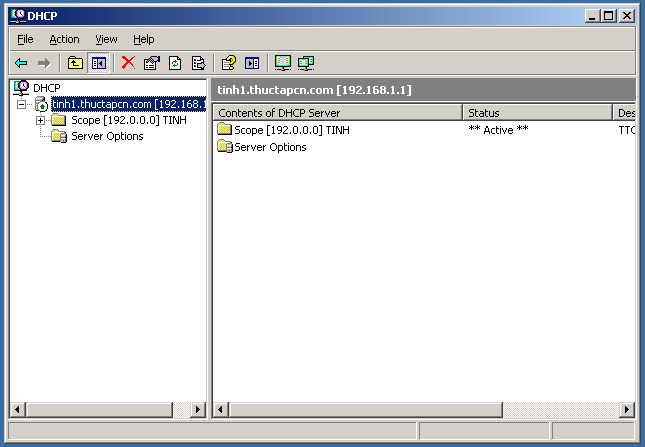 DHCP
File Action View Help
DHCP
tinh1.thuctapcn.com [192.168.1
Scope [192.0.0.0] TINH
Server Options
tinh1.thuctapcn.com [192.168.1.1]
Contents of DHCP Server Status Des
Scope [192.0.0.0] TINH ** Active ** TTC
Server Options